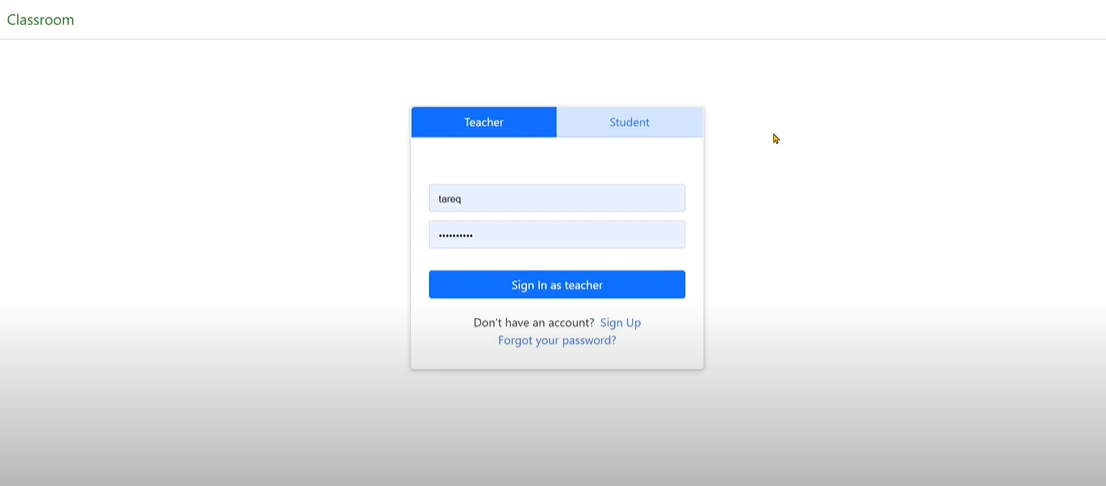 Classroom
Teacher Student
tareq
••••••••••
Sign In as teacher
Don't have an account? Sign Up
Forgot your password?